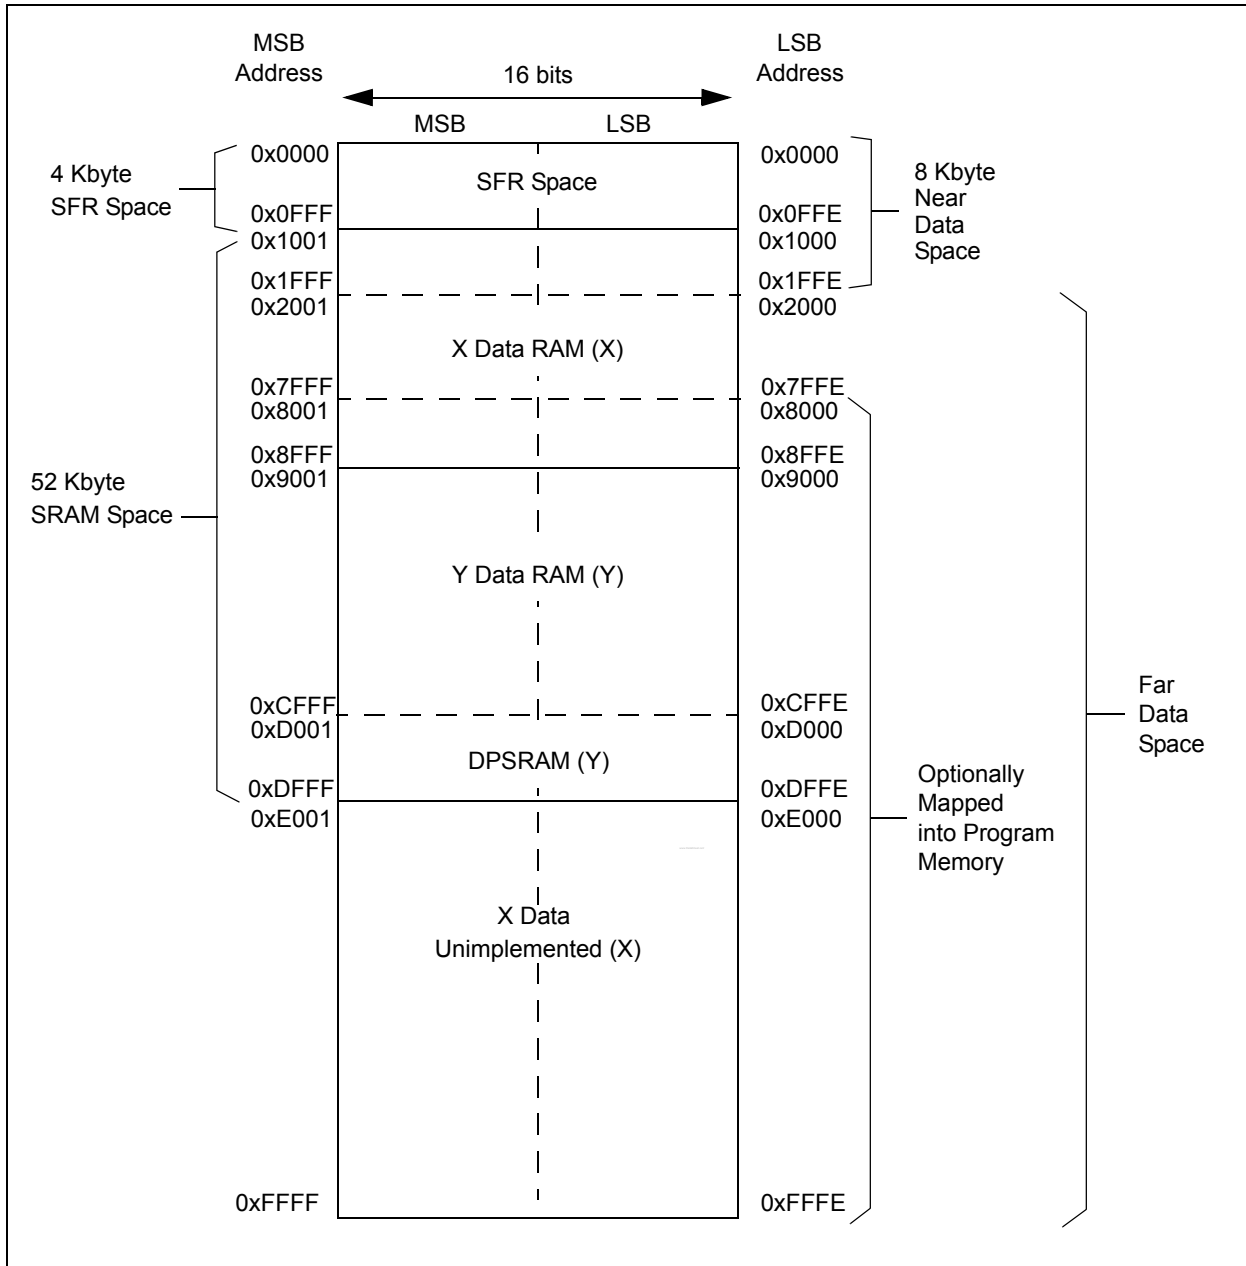 MSB
Address
LSB
Address
16 bits
MSB
LSB
4 Kbyte
SFR Space
0x0000
SFR Space
0x0000
8 Kbyte
Near
Data
Space
0x0FFF
0x0FFE
0x1001
0x1000
0x1FFF
0x1FFE
0x2001
0x2000
X Data RAM (X)
0x7FFF
0x7FFE
0x8001
0x8000
0x8FFF
0x8FFE
0x9001
0x9000
52 Kbyte
SRAM Space
Y Data RAM (Y)
0xCFFF
0xCFFE
0xD001
0xD000
DPSRAM (Y)
0xDFFF
0xDFFE
0xE001
0xE000
Far
Data
Space
Optionally
Mapped
into Program
Memory
X Data
Unimplemented (X)
0xFFFF
0xFFFE